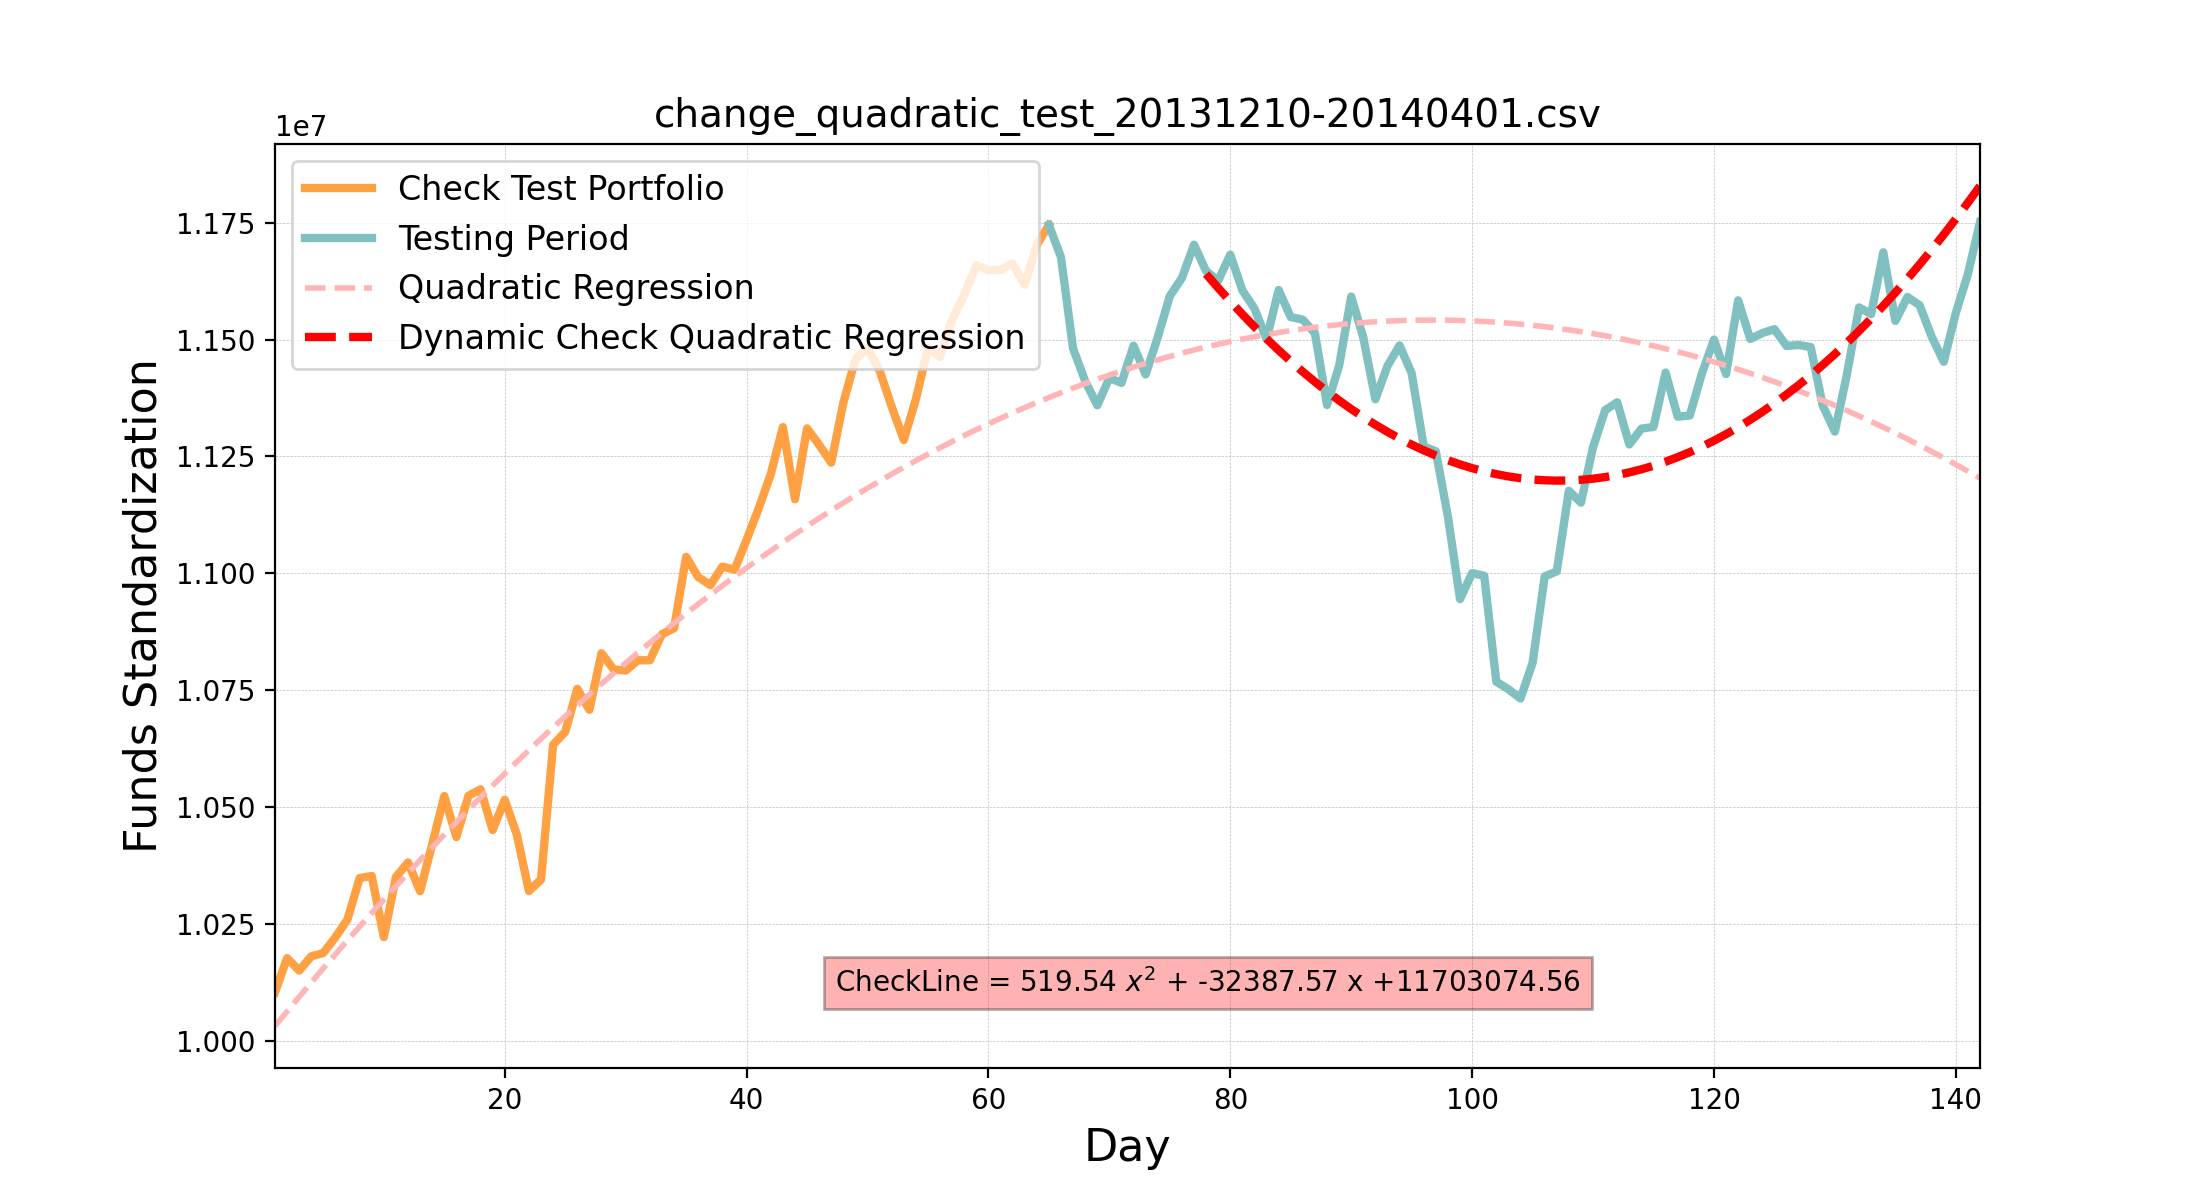 change_quadratic_test_20131210-20140401.csv
1e7
Check Test Portfolio
Testing Period
Quadratic Regression
Dynamic Check Quadratic Regression
1.175
1.150
1.125
1.100
1.075
1.050
1.025
1.000
Funds Standardization
CheckLine = 519.54 x² + -32387.57 x +11703074.56
20 40 60 80 100 120 140
Day